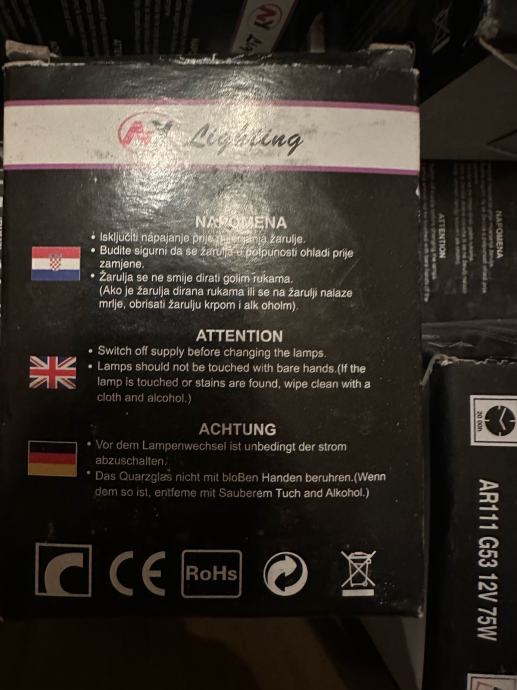 Lighting
NAPOMENA
• Isključiti napajanje prije mijenjanja žarulje.
• Budite sigurni da se žarulja u potpunosti ohladi prije
zamjene.
• Žarulja se ne smije dirati golim rukama.
(Ako je žarulja dirana rukama ili se na žarulji nalaze
mrlje, obrisati žarulju krpom i alk oholm).
ATTENTION
• Switch off supply before changing the lamps.
• Lamps should not be touched with bare hands.(If the
lamp is touched or stains are found, wipe clean with a
cloth and alcohol.)
ACHTUNG
• Vor dem Lampenwechsel ist unbedingt der strom
abzuschalten.
• Das Quarzglas nicht mit bloBen Handen beruhren.(Wenn
dem so ist, entfeme mit Sauberem Tuch and Alkohol.)
CE
RoHs
NAPOMENA
ATTENTION
AR111 G53 12V 75W